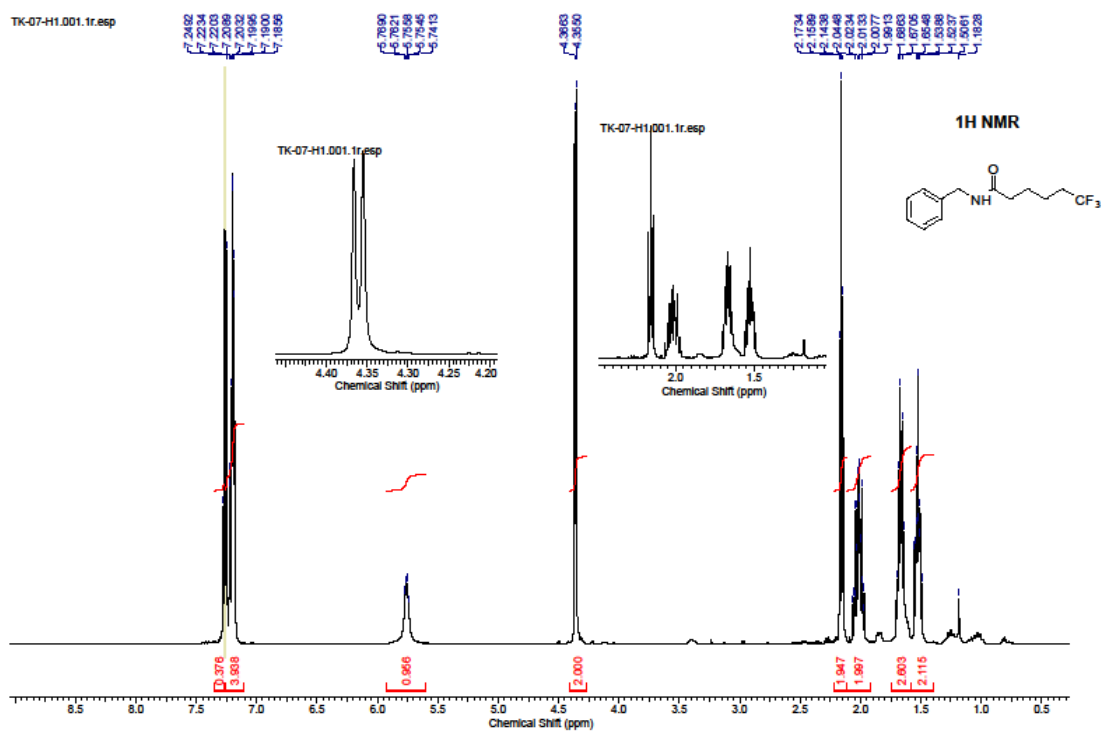 TK-07-H1.001.1r.esp
7.2492
7.2234
7.2203
7.2089
7.2032
7.1995
7.1900
7.1856
5.7690
5.7621
5.7558
5.7545
5.7413
4.3663
4.3550
2.1734
2.1589
2.1438
2.0448
2.0234
2.0133
2.0077
1.9913
1.6863
1.6705
1.6548
1.5388
1.5237
1.5061
1.1828
TK-07-H1.001.1r.esp
4.40 4.35 4.30 4.25 4.20
Chemical Shift (ppm)
TK-07-H1.001.1r.esp
2.0 1.5
Chemical Shift (ppm)
1H NMR
O
NH
CF3
0.376 3.938 0.956 2.000 1.947 1.997 2.603 2.115
8.5 8.0 7.5 7.0 6.5 6.0 5.5 5.0 4.5 4.0 3.5 3.0 2.5 2.0 1.5 1.0 0.5
Chemical Shift (ppm)